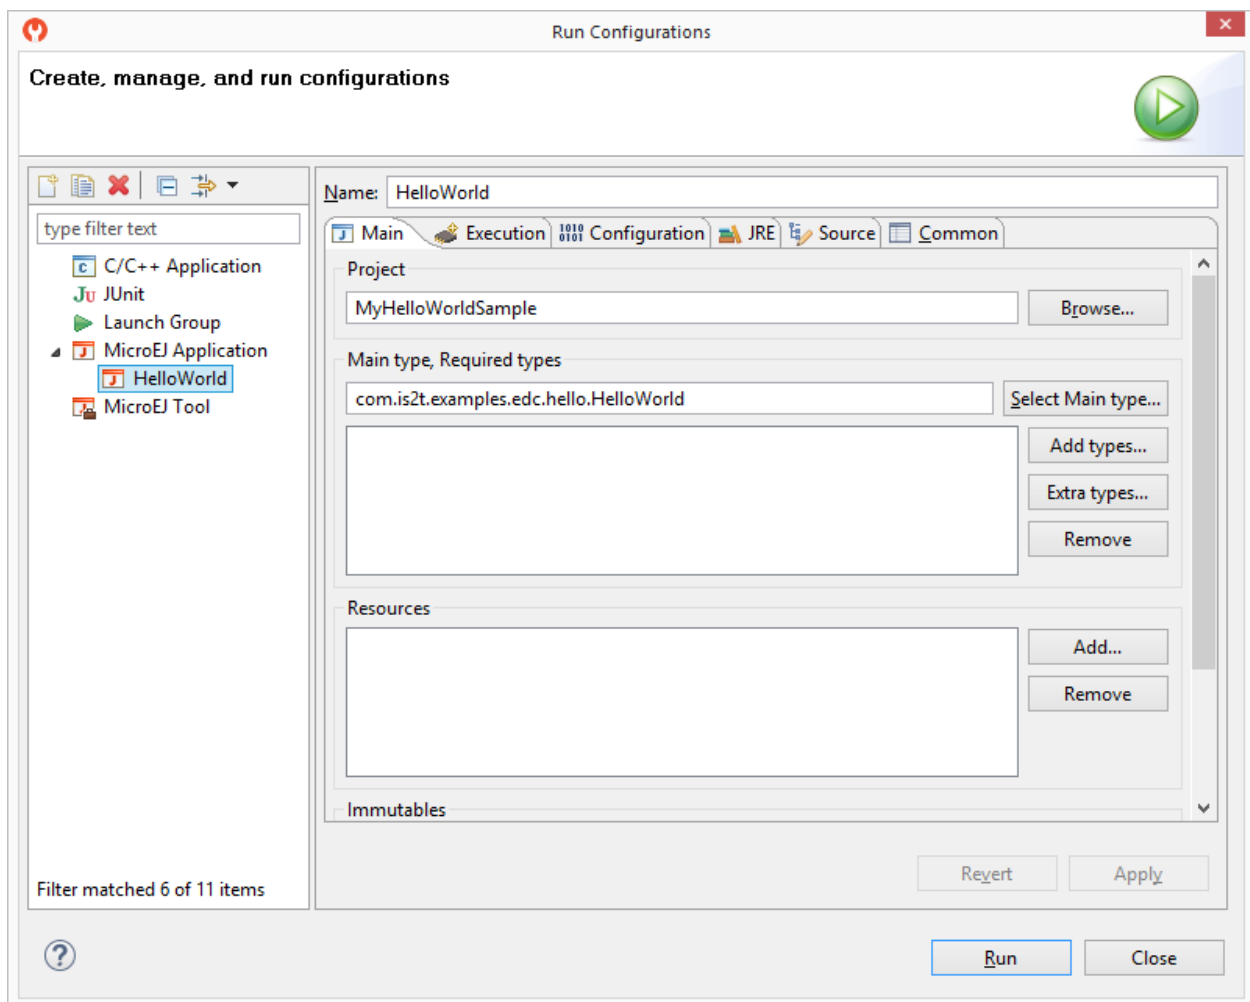 Run Configurations
Create, manage, and run configurations
type filter text
C/C++ Application
JUnit
Launch Group
MicroEJ Application
HelloWorld
MicroEJ Tool
Filter matched 6 of 11 items
Name: HelloWorld
Main Execution Configuration JRE Source Common
Project
MyHelloWorldSample Browse...
Main type, Required types
com.is2t.examples.edc.hello.HelloWorld Select Main type...
Add types...
Extra types...
Remove
Resources
Add...
Remove
Immutables
Revert Apply
Run Close